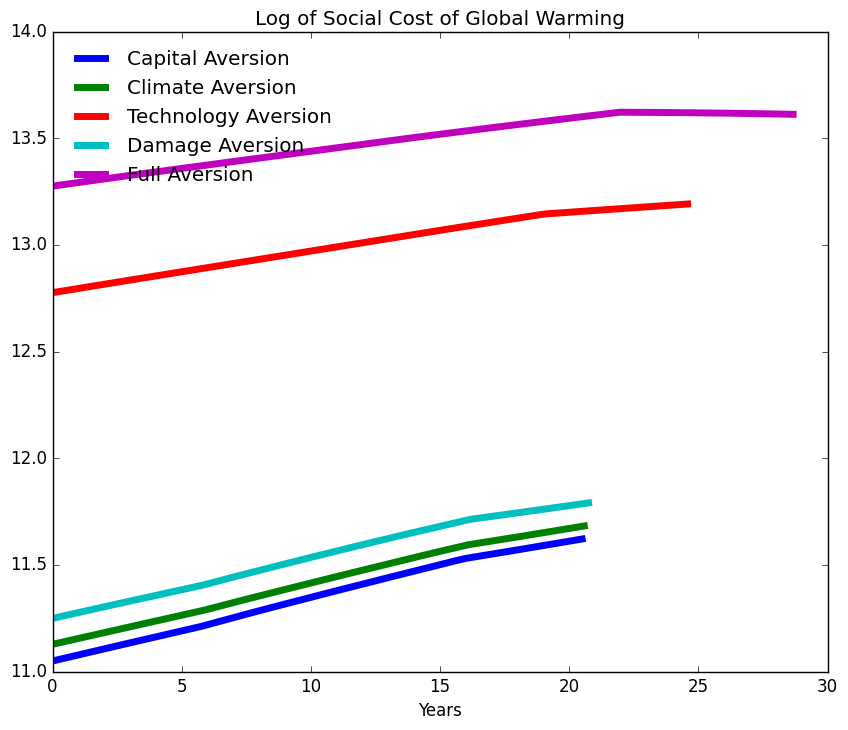 Log of Social Cost of Global Warming
14.0
13.5
13.0
12.5
12.0
11.5
11.0
Capital Aversion
Climate Aversion
Technology Aversion
Damage Aversion
Full Aversion
0 5 10 15 20 25 30
Years